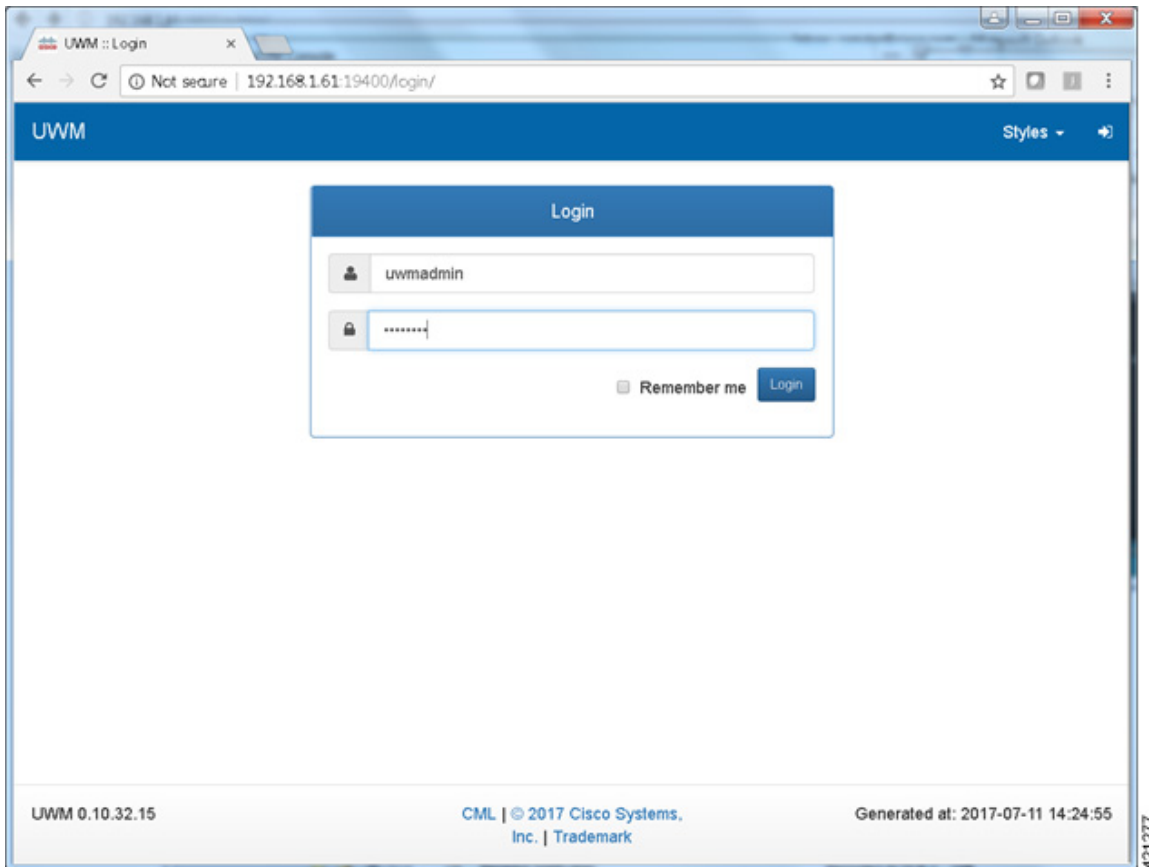 UWM :: Login
Not secure | 192.168.1.61:19400/login/
UWM
Styles
Login
uwmadmin
••••••••
Remember me
Login
UWM 0.10.32.15
CML | © 2017 Cisco Systems,
Inc. | Trademark
Generated at: 2017-07-11 14:24:55
421277